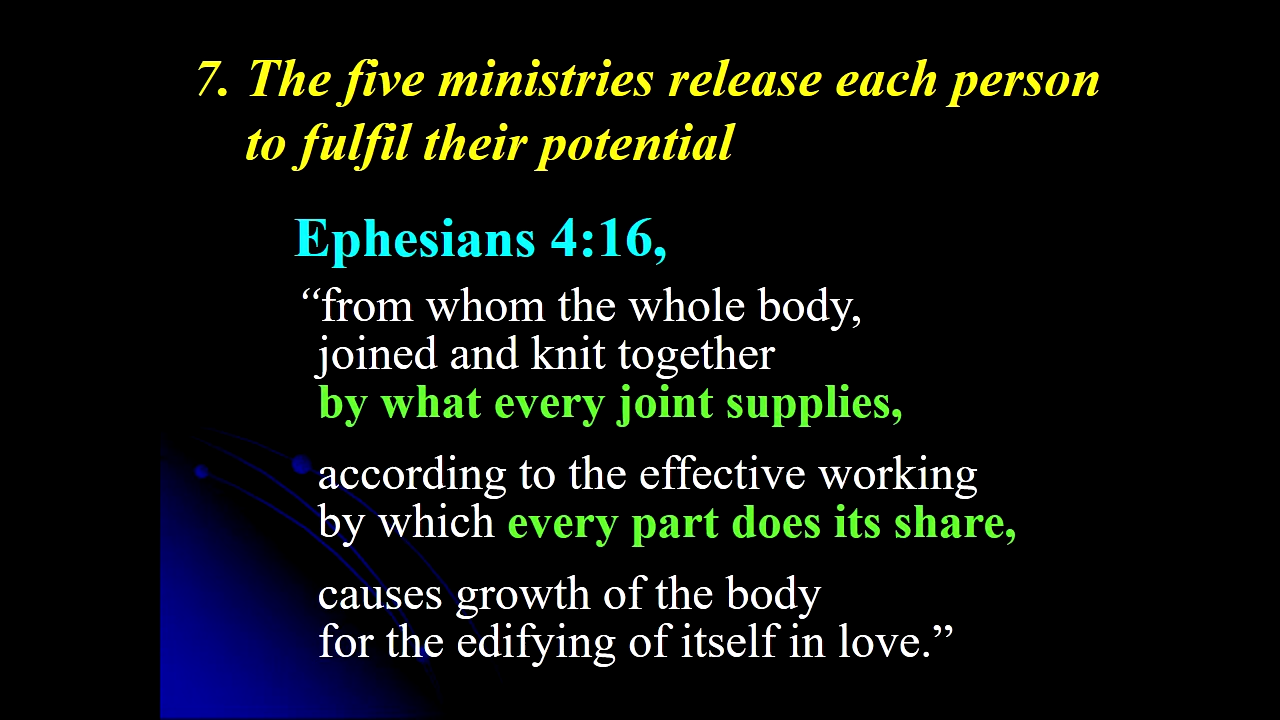 7. The five ministries release each person
to fulfil their potential
Ephesians 4:16,
“from whom the whole body,
joined and knit together
by what every joint supplies,
according to the effective working
by which every part does its share,
causes growth of the body
for the edifying of itself in love.”